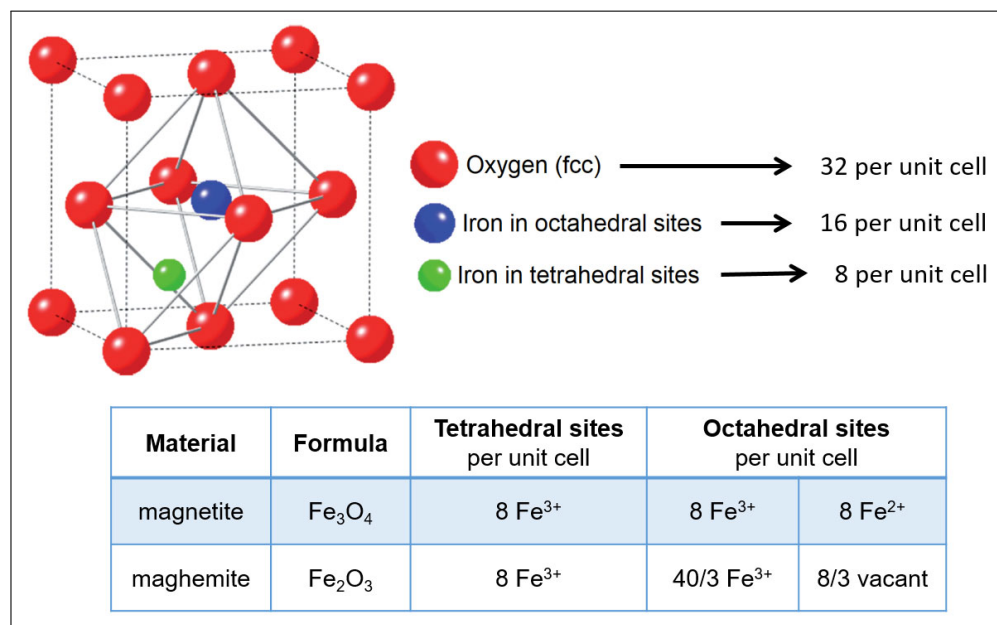 Oxygen (fcc) 32 per unit cell
Iron in octahedral sites 16 per unit cell
Iron in tetrahedral sites 8 per unit cell
Material Formula Tetrahedral sites per unit cell Octahedral sites per unit cell
magnetite Fe₃O₄ 8 Fe³⁺ 8 Fe³⁺ 8 Fe²⁺
maghemite Fe₂O₃ 8 Fe³⁺ 40/3 Fe³⁺ 8/3 vacant